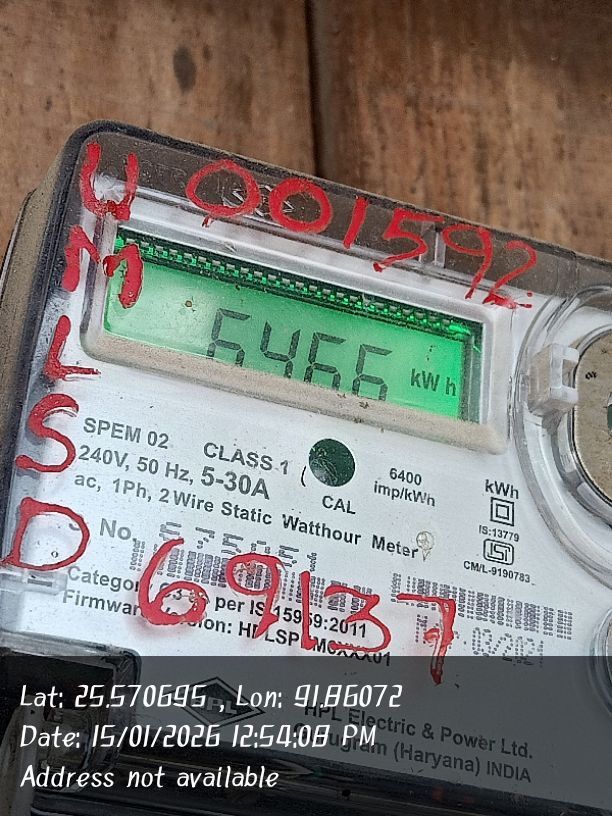 U 001592
M
L
S
D 69137
6466 kWh
SPEM 02 CLASS 1
240V, 50 Hz, 5-30A
ac, 1Ph, 2 Wire Static Watthour Meter
CAL
6400
imp/kWh
kWh
IS:13779
CM/L-9190783
No.
per IS 15959:2011
Firmware
03/2021
HPL Electric & Power Ltd.
(Haryana) INDIA
Lat: 25.570695 , Lon: 91.86072
Date: 15/01/2026 12:54:08 PM
Address not available